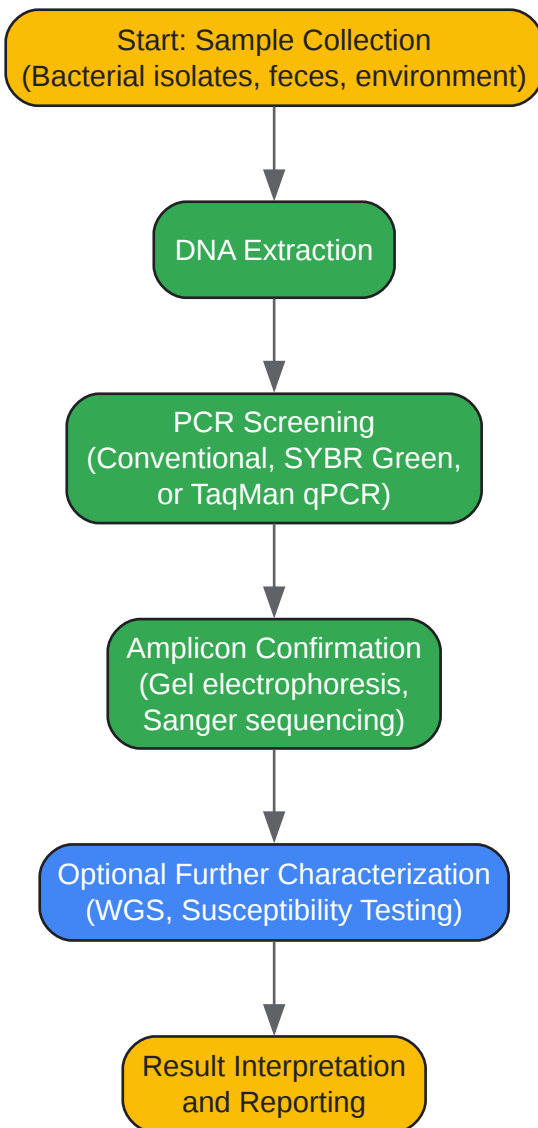 Start: Sample Collection
(Bacterial isolates, feces, environment)
DNA Extraction
PCR Screening
(Conventional, SYBR Green,
or TaqMan qPCR)
Amplicon Confirmation
(Gel electrophoresis,
Sanger sequencing)
Optional Further Characterization
(WGS, Susceptibility Testing)
Result Interpretation
and Reporting